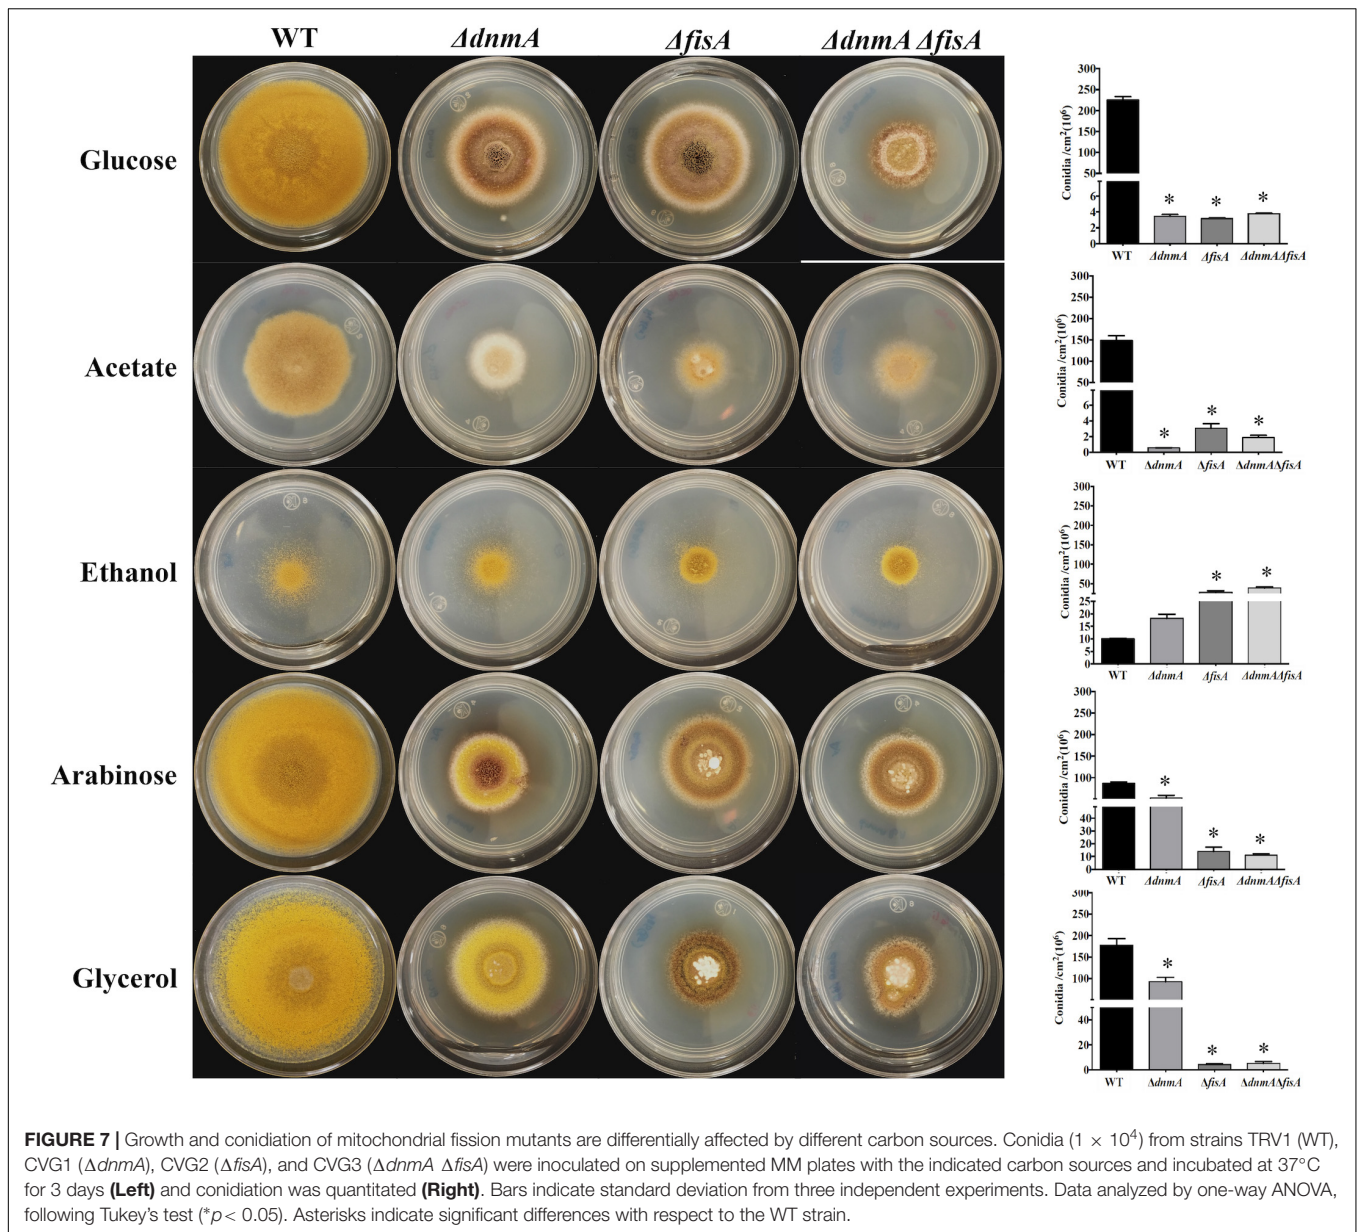 WT ΔdnmA ΔfisA ΔdnmA ΔfisA
Glucose
Conidia /cm²(10⁶)
300
250
200
150
100
50
8
6
4
2
0
* * *
WT ΔdnmA ΔfisA ΔdnmAΔfisA
Acetate
Conidia /cm²(10⁶)
300
250
200
150
100
50
8
6
4
2
0
* * *
WT ΔdnmA ΔfisA ΔdnmAΔfisA
Ethanol
Conidia /cm²(10⁶)
300
250
200
150
100
50
25
20
15
10
5
0
* *
WT ΔdnmA ΔfisA ΔdnmAΔfisA
Arabinose
Conidia /cm²(10⁶)
300
200
100
40
30
20
10
0
* * *
WT ΔdnmA ΔfisA ΔdnmAΔfisA
Glycerol
Conidia /cm²(10⁶)
300
200
150
100
40
20
0
* * *
WT ΔdnmA ΔfisA ΔdnmAΔfisA
FIGURE 7 | Growth and conidiation of mitochondrial fission mutants are differentially affected by different carbon sources. Conidia (1 × 10⁴) from strains TRV1 (WT),
CVG1 (ΔdnmA), CVG2 (ΔfisA), and CVG3 (ΔdnmA ΔfisA) were inoculated on supplemented MM plates with the indicated carbon sources and incubated at 37°C
for 3 days (Left) and conidiation was quantitated (Right). Bars indicate standard deviation from three independent experiments. Data analyzed by one-way ANOVA,
following Tukey's test (*p< 0.05). Asterisks indicate significant differences with respect to the WT strain.